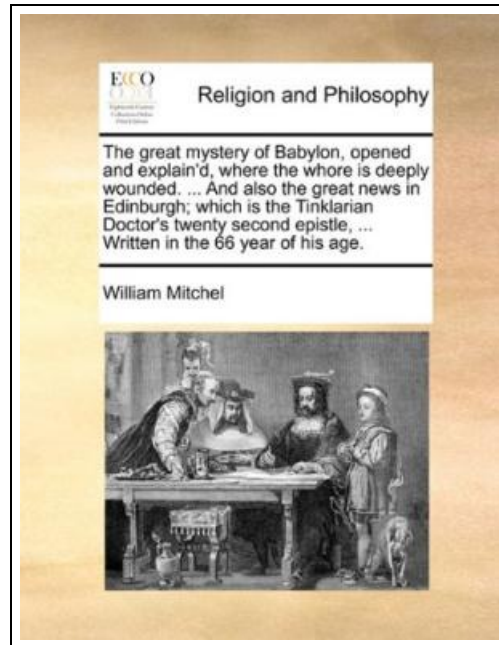 ECCO
Religion and Philosophy
The great mystery of Babylon, opened
and explain'd, where the whore is deeply
wounded. ... And also the great news in
Edinburgh; which is the Tinklarian
Doctor's twenty second epistle, ...
Written in the 66 year of his age.
William Mitchel